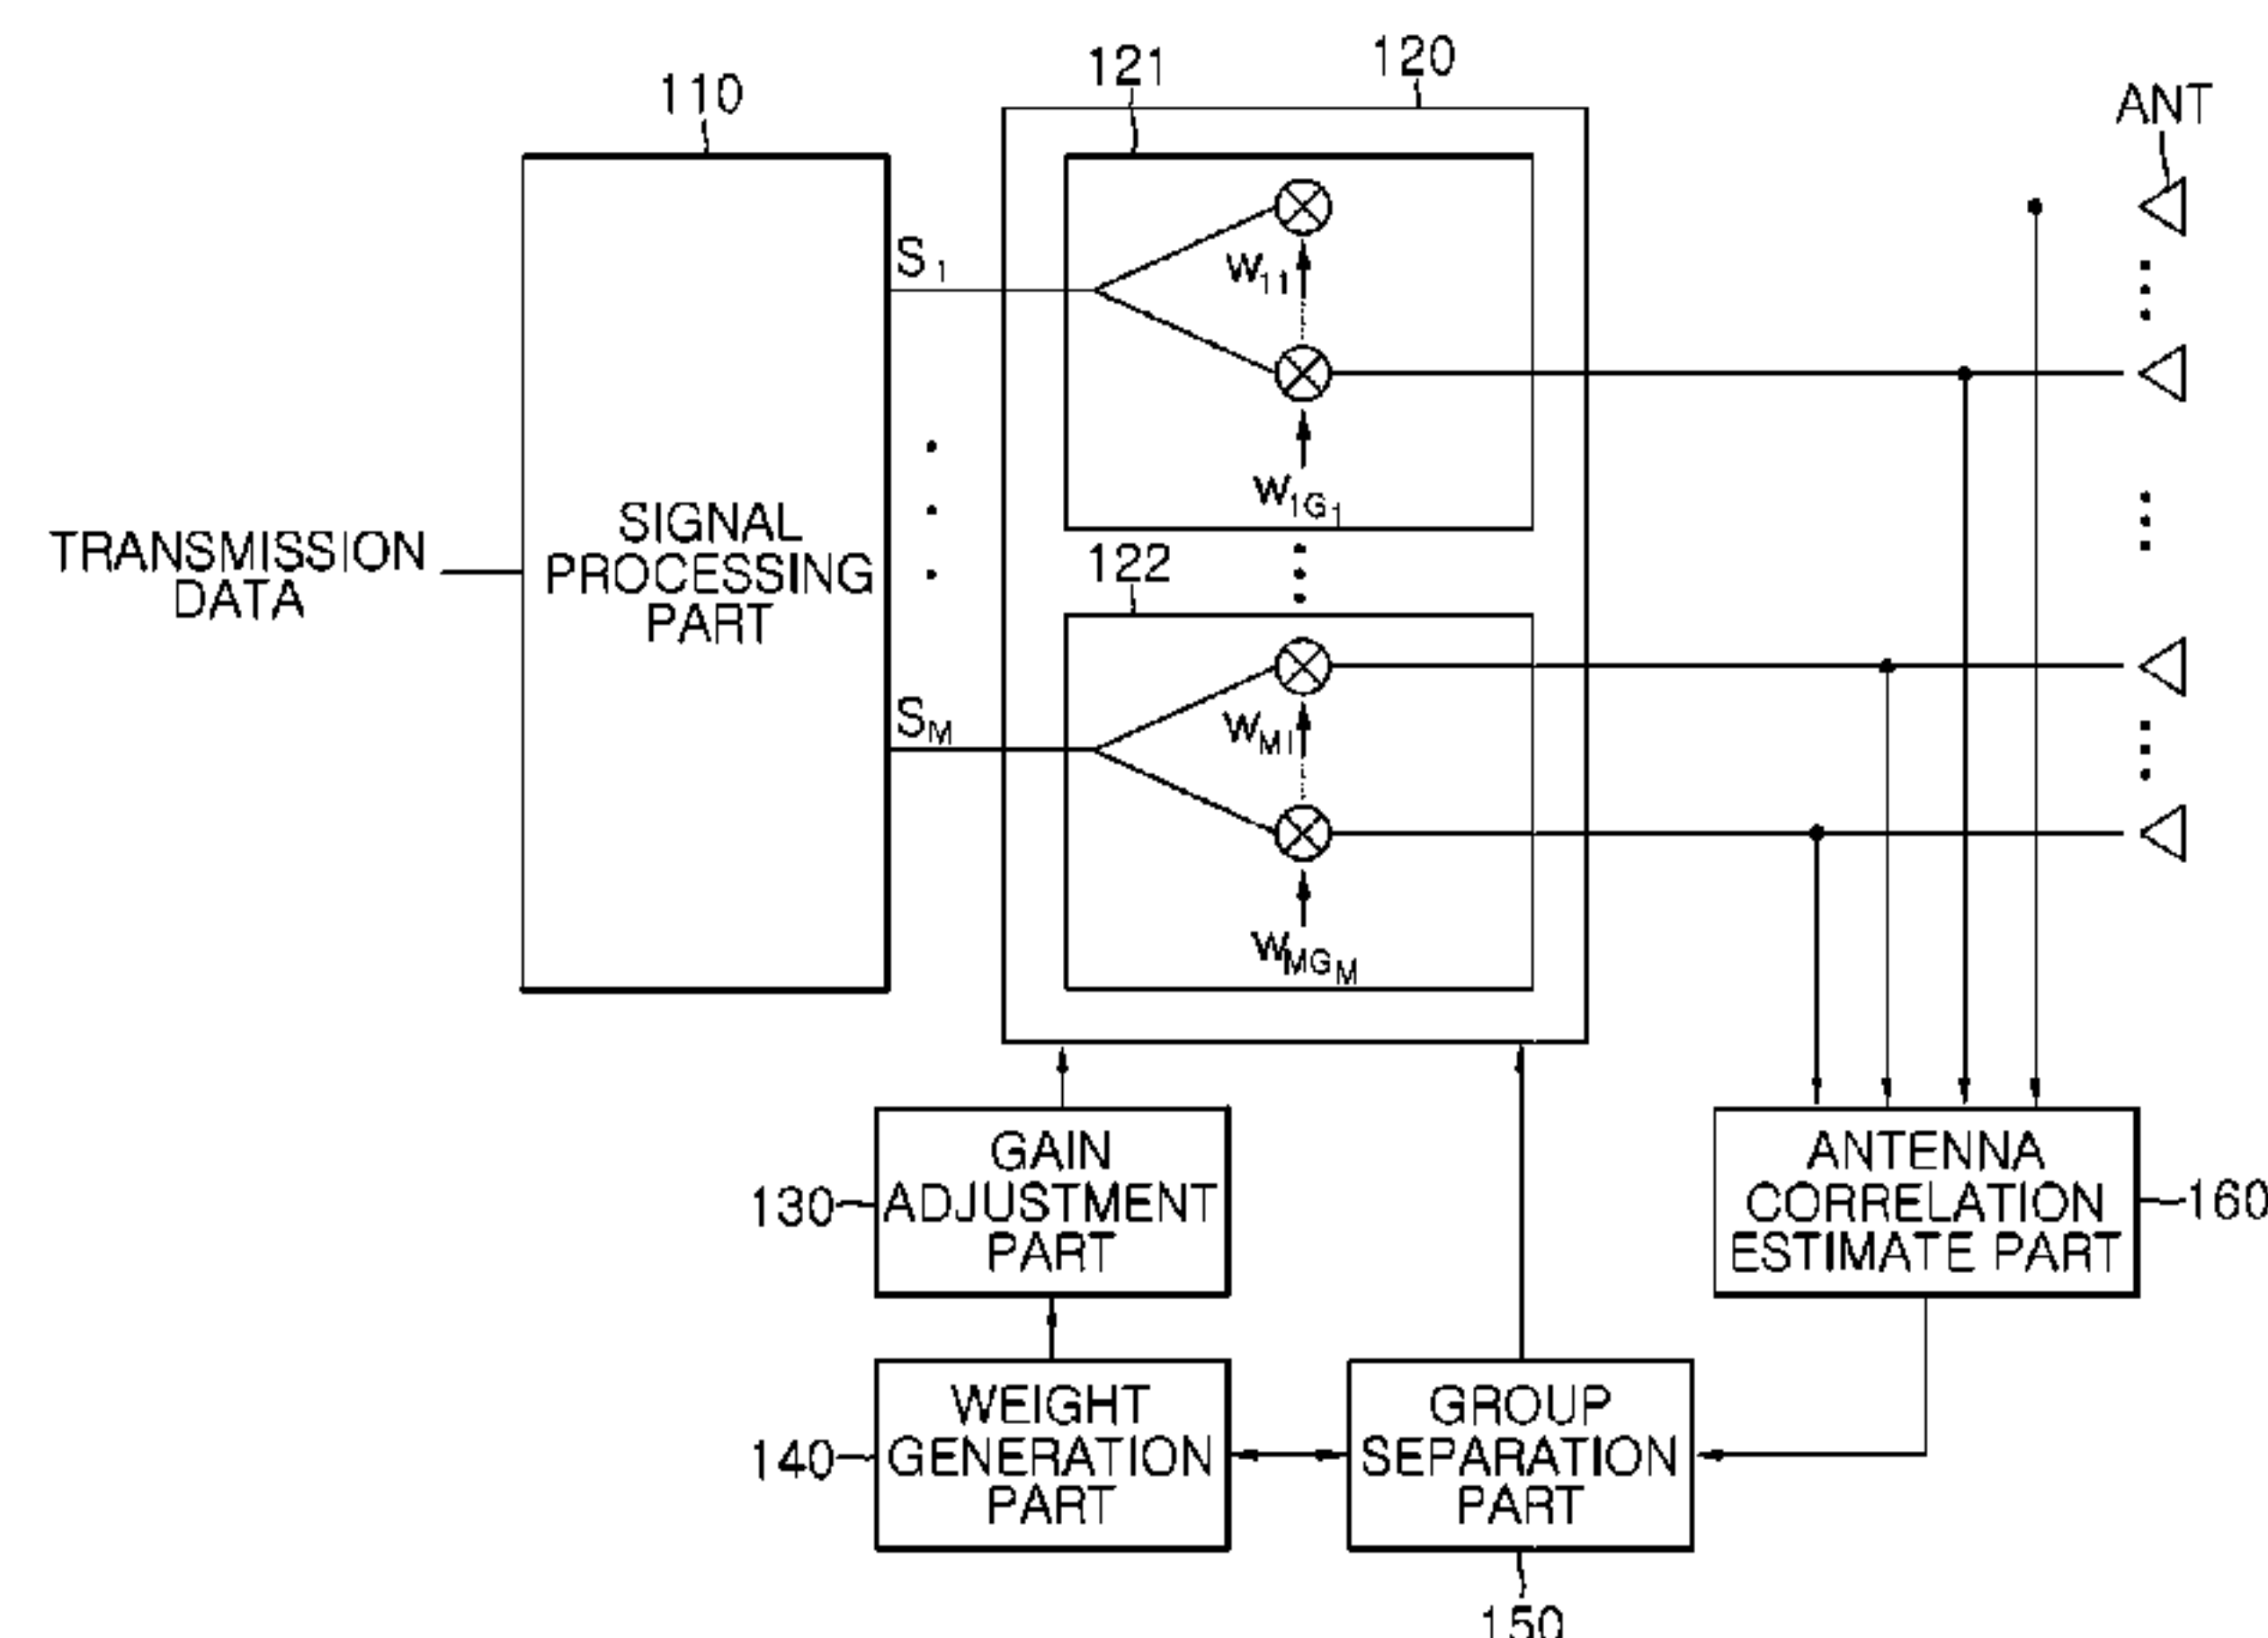 110
121
120
ANT
S1
W11
W1G1
TRANSMISSION
DATA
SIGNAL
PROCESSING
PART
122
SM
WM1
WMGM
GAIN
ADJUSTMENT
PART
130
ANTENNA
CORRELATION
ESTIMATE PART
160
WEIGHT
GENERATION
PART
140
GROUP
SEPARATION
PART
150